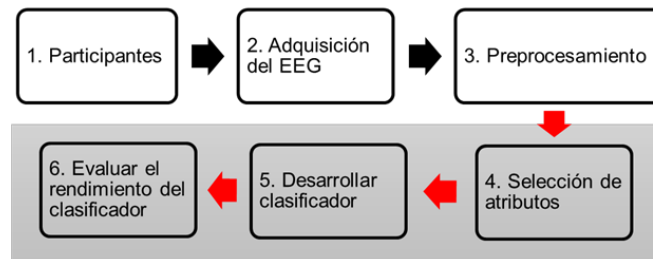 1. Participantes
2. Adquisición
del EEG
3. Preprocesamiento
4. Selección de
atributos
5. Desarrollar
clasificador
6. Evaluar el
rendimiento del
clasificador